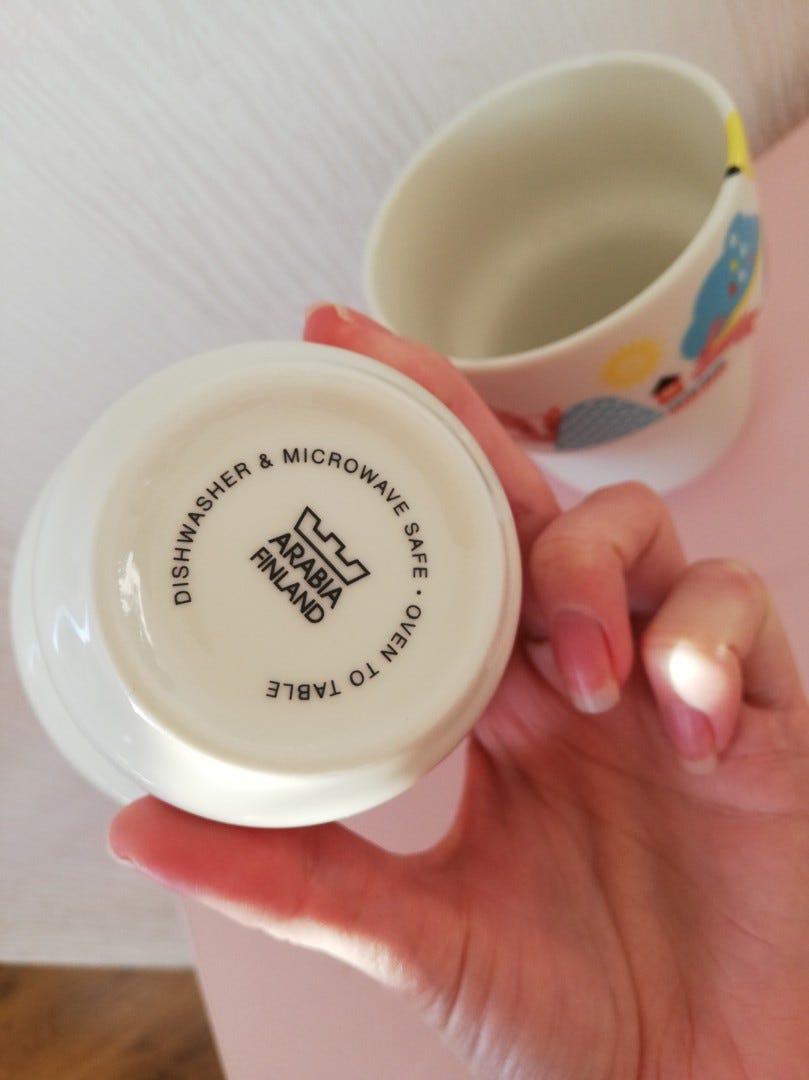 DISHWASHER & MICROWAVE SAFE • OVEN TO TABLE
ARABIA
FINLAND